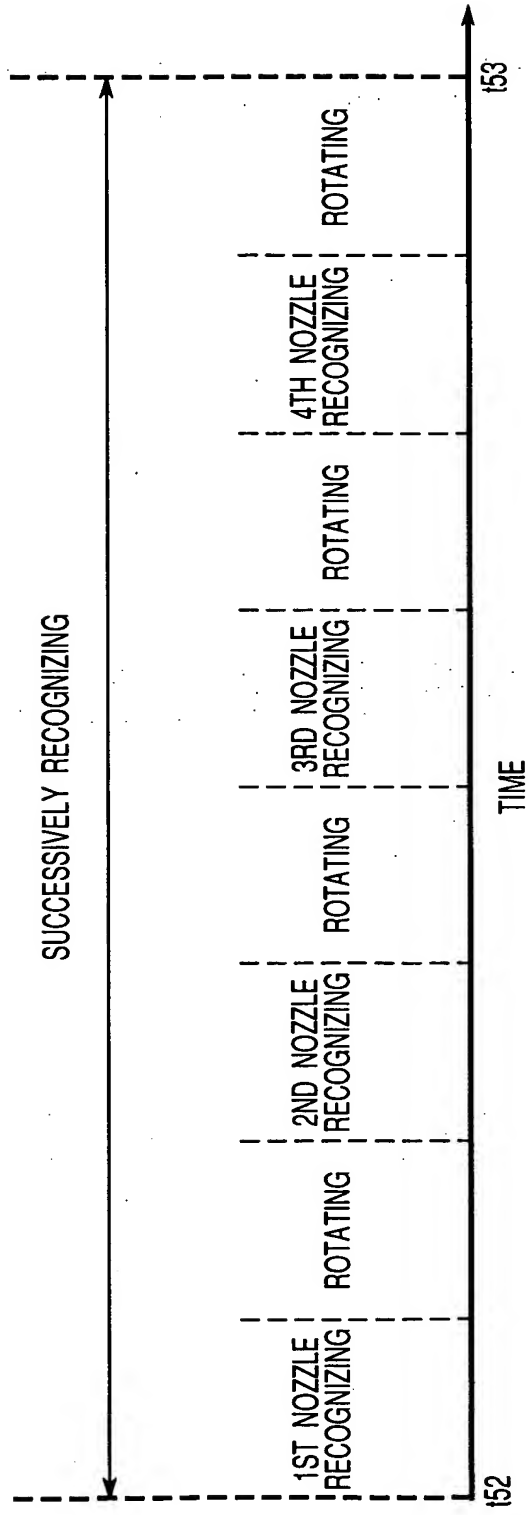 SUCCESSIVELY RECOGNIZING
1ST NOZZLE
RECOGNIZING
ROTATING
2ND NOZZLE
RECOGNIZING
ROTATING
3RD NOZZLE
RECOGNIZING
ROTATING
4TH NOZZLE
RECOGNIZING
ROTATING
t52
TIME
t53